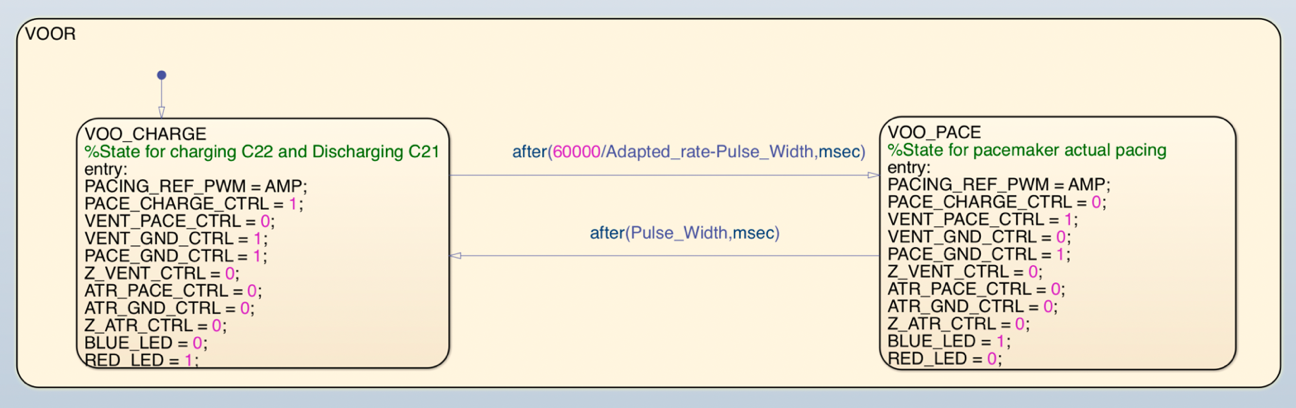 VOOR
VOO_CHARGE
%State for charging C22 and Discharging C21
entry:
PACING_REF_PWM = AMP;
PACE_CHARGE_CTRL = 1;
VENT_PACE_CTRL = 0;
VENT_GND_CTRL = 1;
PACE_GND_CTRL = 1;
Z_VENT_CTRL = 0;
ATR_PACE_CTRL = 0;
ATR_GND_CTRL = 0;
Z_ATR_CTRL = 0;
BLUE_LED = 0;
RED_LED = 1;
after(60000/Adapted_rate-Pulse_Width,msec)
after(Pulse_Width,msec)
VOO_PACE
%State for pacemaker actual pacing
entry:
PACING_REF_PWM = AMP;
PACE_CHARGE_CTRL = 0;
VENT_PACE_CTRL = 1;
VENT_GND_CTRL = 0;
PACE_GND_CTRL = 1;
Z_VENT_CTRL = 0;
ATR_PACE_CTRL = 0;
ATR_GND_CTRL = 0;
Z_ATR_CTRL = 0;
BLUE_LED = 1;
RED_LED = 0;